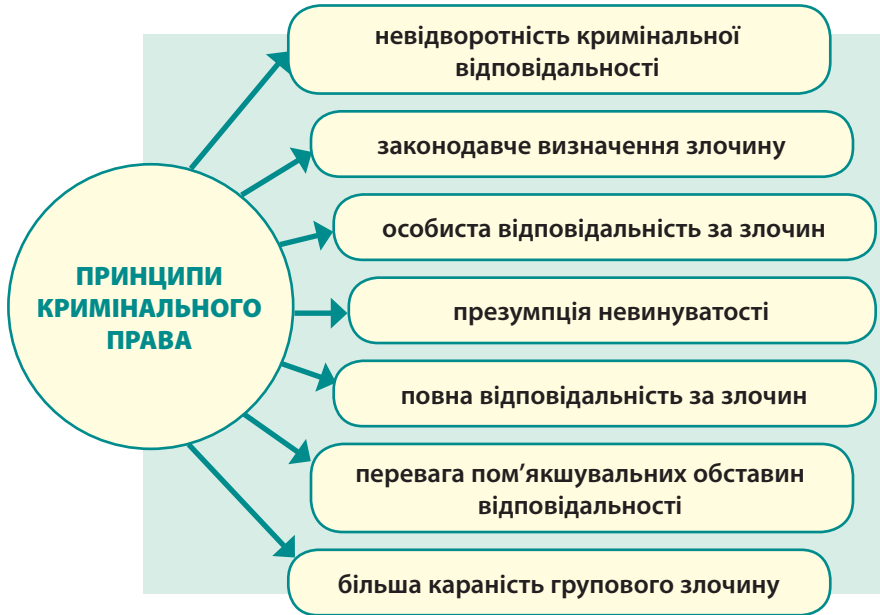 невідворотність кримінальної
відповідальності
законодавче визначення злочину
особиста відповідальність за злочин
ПРИНЦИПИ
КРИМІНАЛЬНОГО
ПРАВА
презумпція невинуватості
повна відповідальність за злочин
перевага пом’якшувальних обставин
відповідальності
більша караність групового злочину